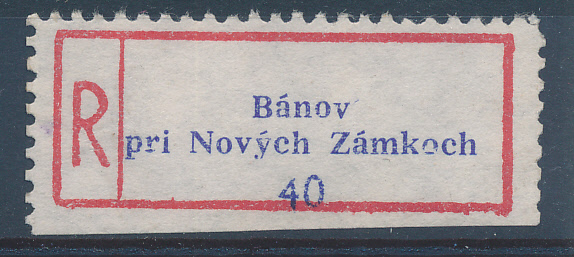 R
Bánov
pri Nových Zámkoch
40